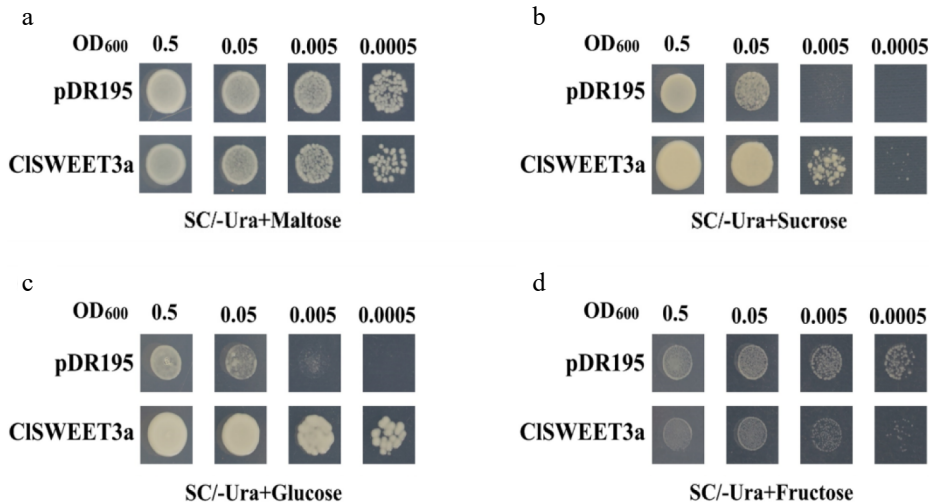 a
OD600 0.5 0.05 0.005 0.0005
pDR195
ClSWEET3a
SC/-Ura+Maltose
b
OD600 0.5 0.05 0.005 0.0005
pDR195
ClSWEET3a
SC/-Ura+Sucrose
c
OD600 0.5 0.05 0.005 0.0005
pDR195
ClSWEET3a
SC/-Ura+Glucose
d
OD600 0.5 0.05 0.005 0.0005
pDR195
ClSWEET3a
SC/-Ura+Fructose